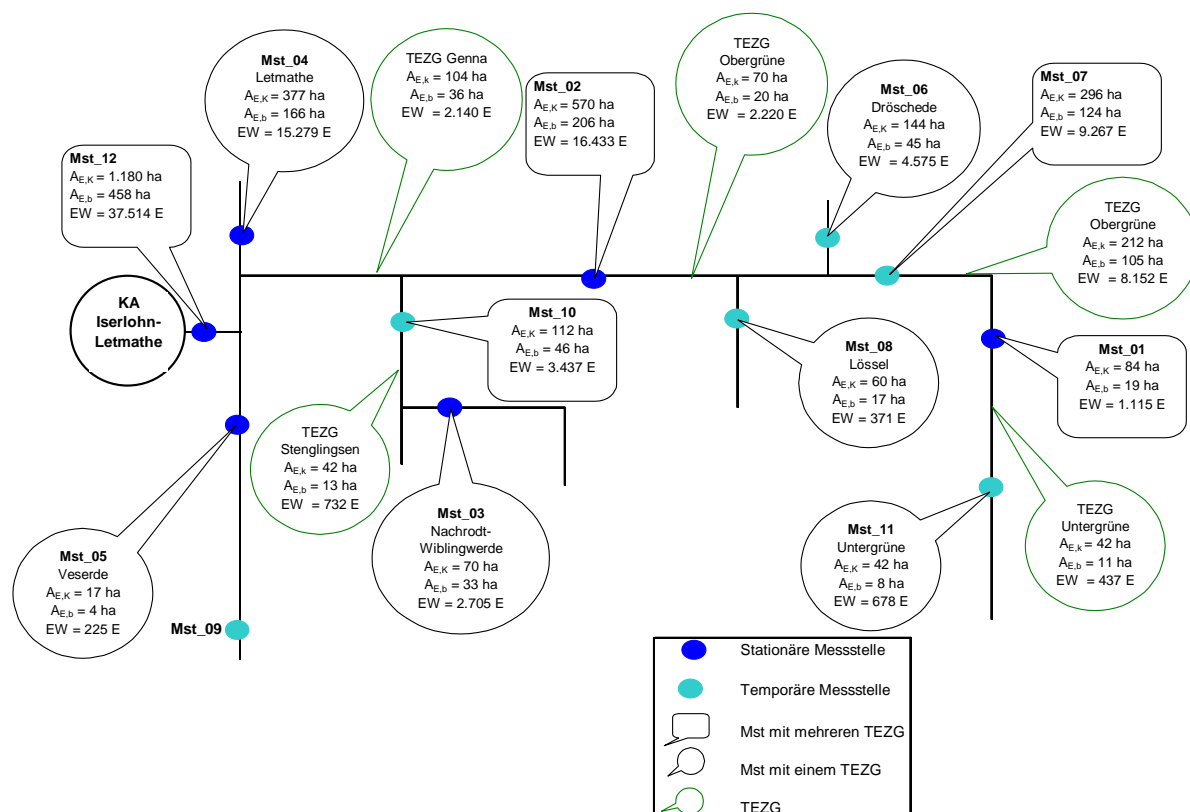 Mst_04
Letmathe
AE,K = 377 ha
AE,b = 166 ha
EW = 15.279 E
TEZG Genna
AE,k = 104 ha
AE,b = 36 ha
EW = 2.140 E
Mst_02
AE,K = 570 ha
AE,b = 206 ha
EW = 16.433 E
TEZG
Obergrüne
AE,k = 70 ha
AE,b = 20 ha
EW = 2.220 E
Mst_06
Dröschede
AE,K = 144 ha
AE,b = 45 ha
EW = 4.575 E
Mst_07
AE,K = 296 ha
AE,b = 124 ha
EW = 9.267 E
Mst_12
AE,K = 1.180 ha
AE,b = 458 ha
EW = 37.514 E
TEZG
Obergrüne
AE,k = 212 ha
AE,b = 105 ha
EW = 8.152 E
KA
Iserlohn-
Letmathe
Mst_10
AE,K = 112 ha
AE,b = 46 ha
EW = 3.437 E
Mst_08
Lössel
AE,K = 60 ha
AE,b = 17 ha
EW = 371 E
Mst_01
AE,K = 84 ha
AE,b = 19 ha
EW = 1.115 E
TEZG
Stenglingsen
AE,k = 42 ha
AE,b = 13 ha
EW = 732 E
Mst_03
Nachrodt-
Wiblingwerde
AE,K = 70 ha
AE,b = 33 ha
EW = 2.705 E
Mst_11
Untergrüne
AE,K = 42 ha
AE,b = 8 ha
EW = 678 E
TEZG
Untergrüne
AE,k = 42 ha
AE,b = 11 ha
EW = 437 E
Mst_05
Veserde
AE,K = 17 ha
AE,b = 4 ha
EW = 225 E
Mst_09
Stationäre Messstelle
Temporäre Messstelle
Mst mit mehreren TEZG
Mst mit einem TEZG
TEZG